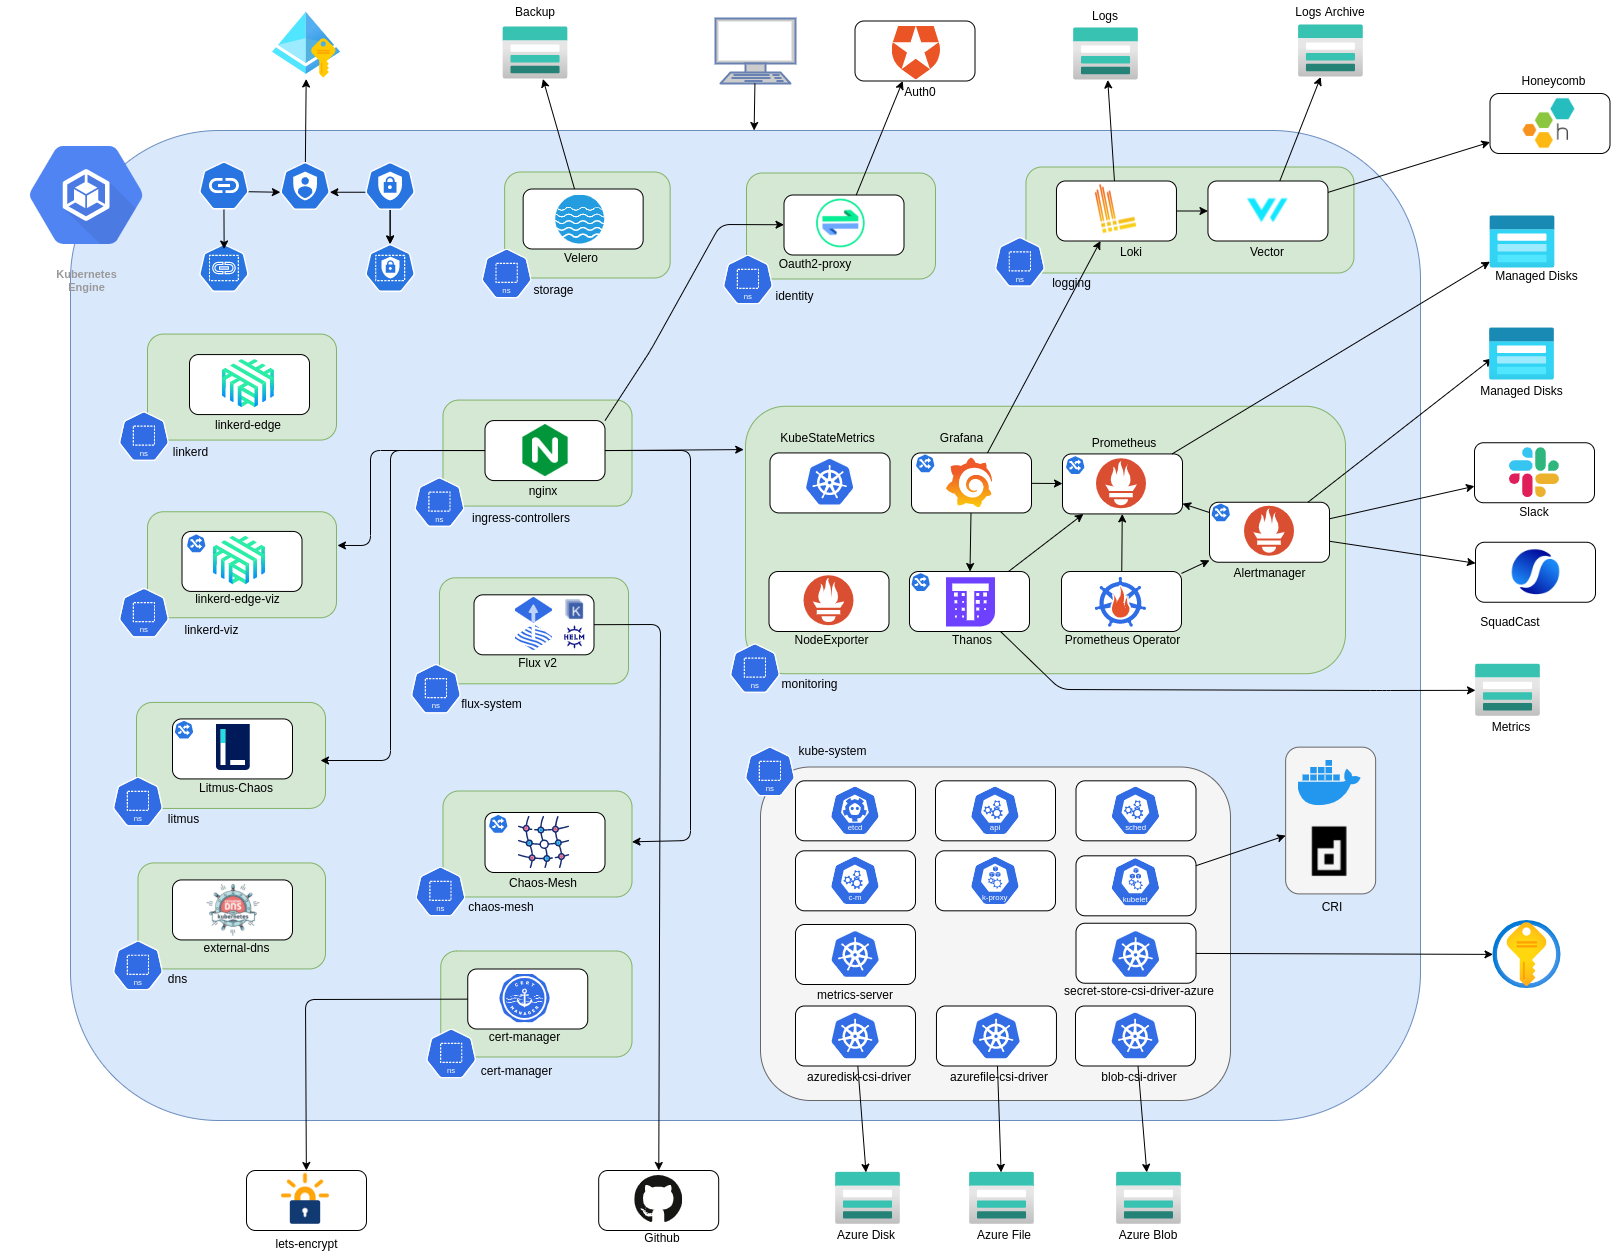 Backup
Auth0
Logs
Logs Archive
Honeycomb
h
Kubernetes
Engine
Velero
ns
storage
Oauth2-proxy
ns
identity
Loki
Vector
ns
logging
Managed Disks
linkerd-edge
ns
linkerd
nginx
ns
ingress-controllers
KubeStateMetrics
Grafana
Prometheus
Managed Disks
Slack
Alertmanager
linkerd-edge-viz
ns
linkerd-viz
K
HELM
Flux v2
ns
flux-system
NodeExporter
Thanos
Prometheus Operator
ns
monitoring
SquadCast
Metrics
Litmus-Chaos
ns
litmus
Chaos-Mesh
ns
chaos-mesh
kube-system
ns
etcd
api
sched
c-m
k-proxy
kubelet
metrics-server
secret-store-csi-driver-azure
azuredisk-csi-driver
azurefile-csi-driver
blob-csi-driver
d
CRI
DNS
kubernetes
external-dns
ns
dns
CERT
MANAGER
cert-manager
ns
cert-manager
lets-encrypt
Github
Azure Disk
Azure File
Azure Blob